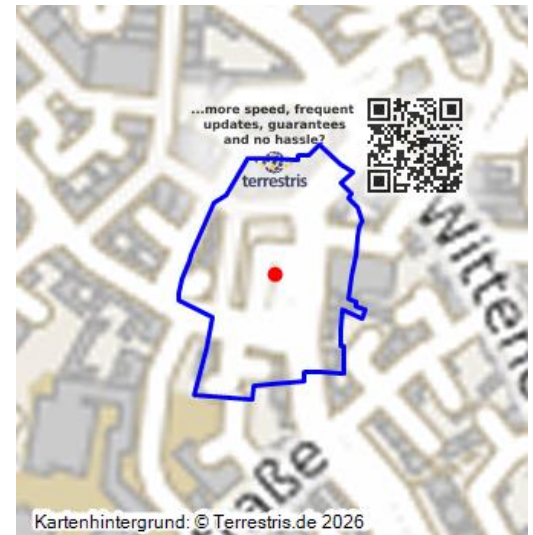 ...more speed, frequent
updates, guarantees
and no hassle?
terrestris
Witten
aße
Kartenhintergrund: © Terrestris.de 2026